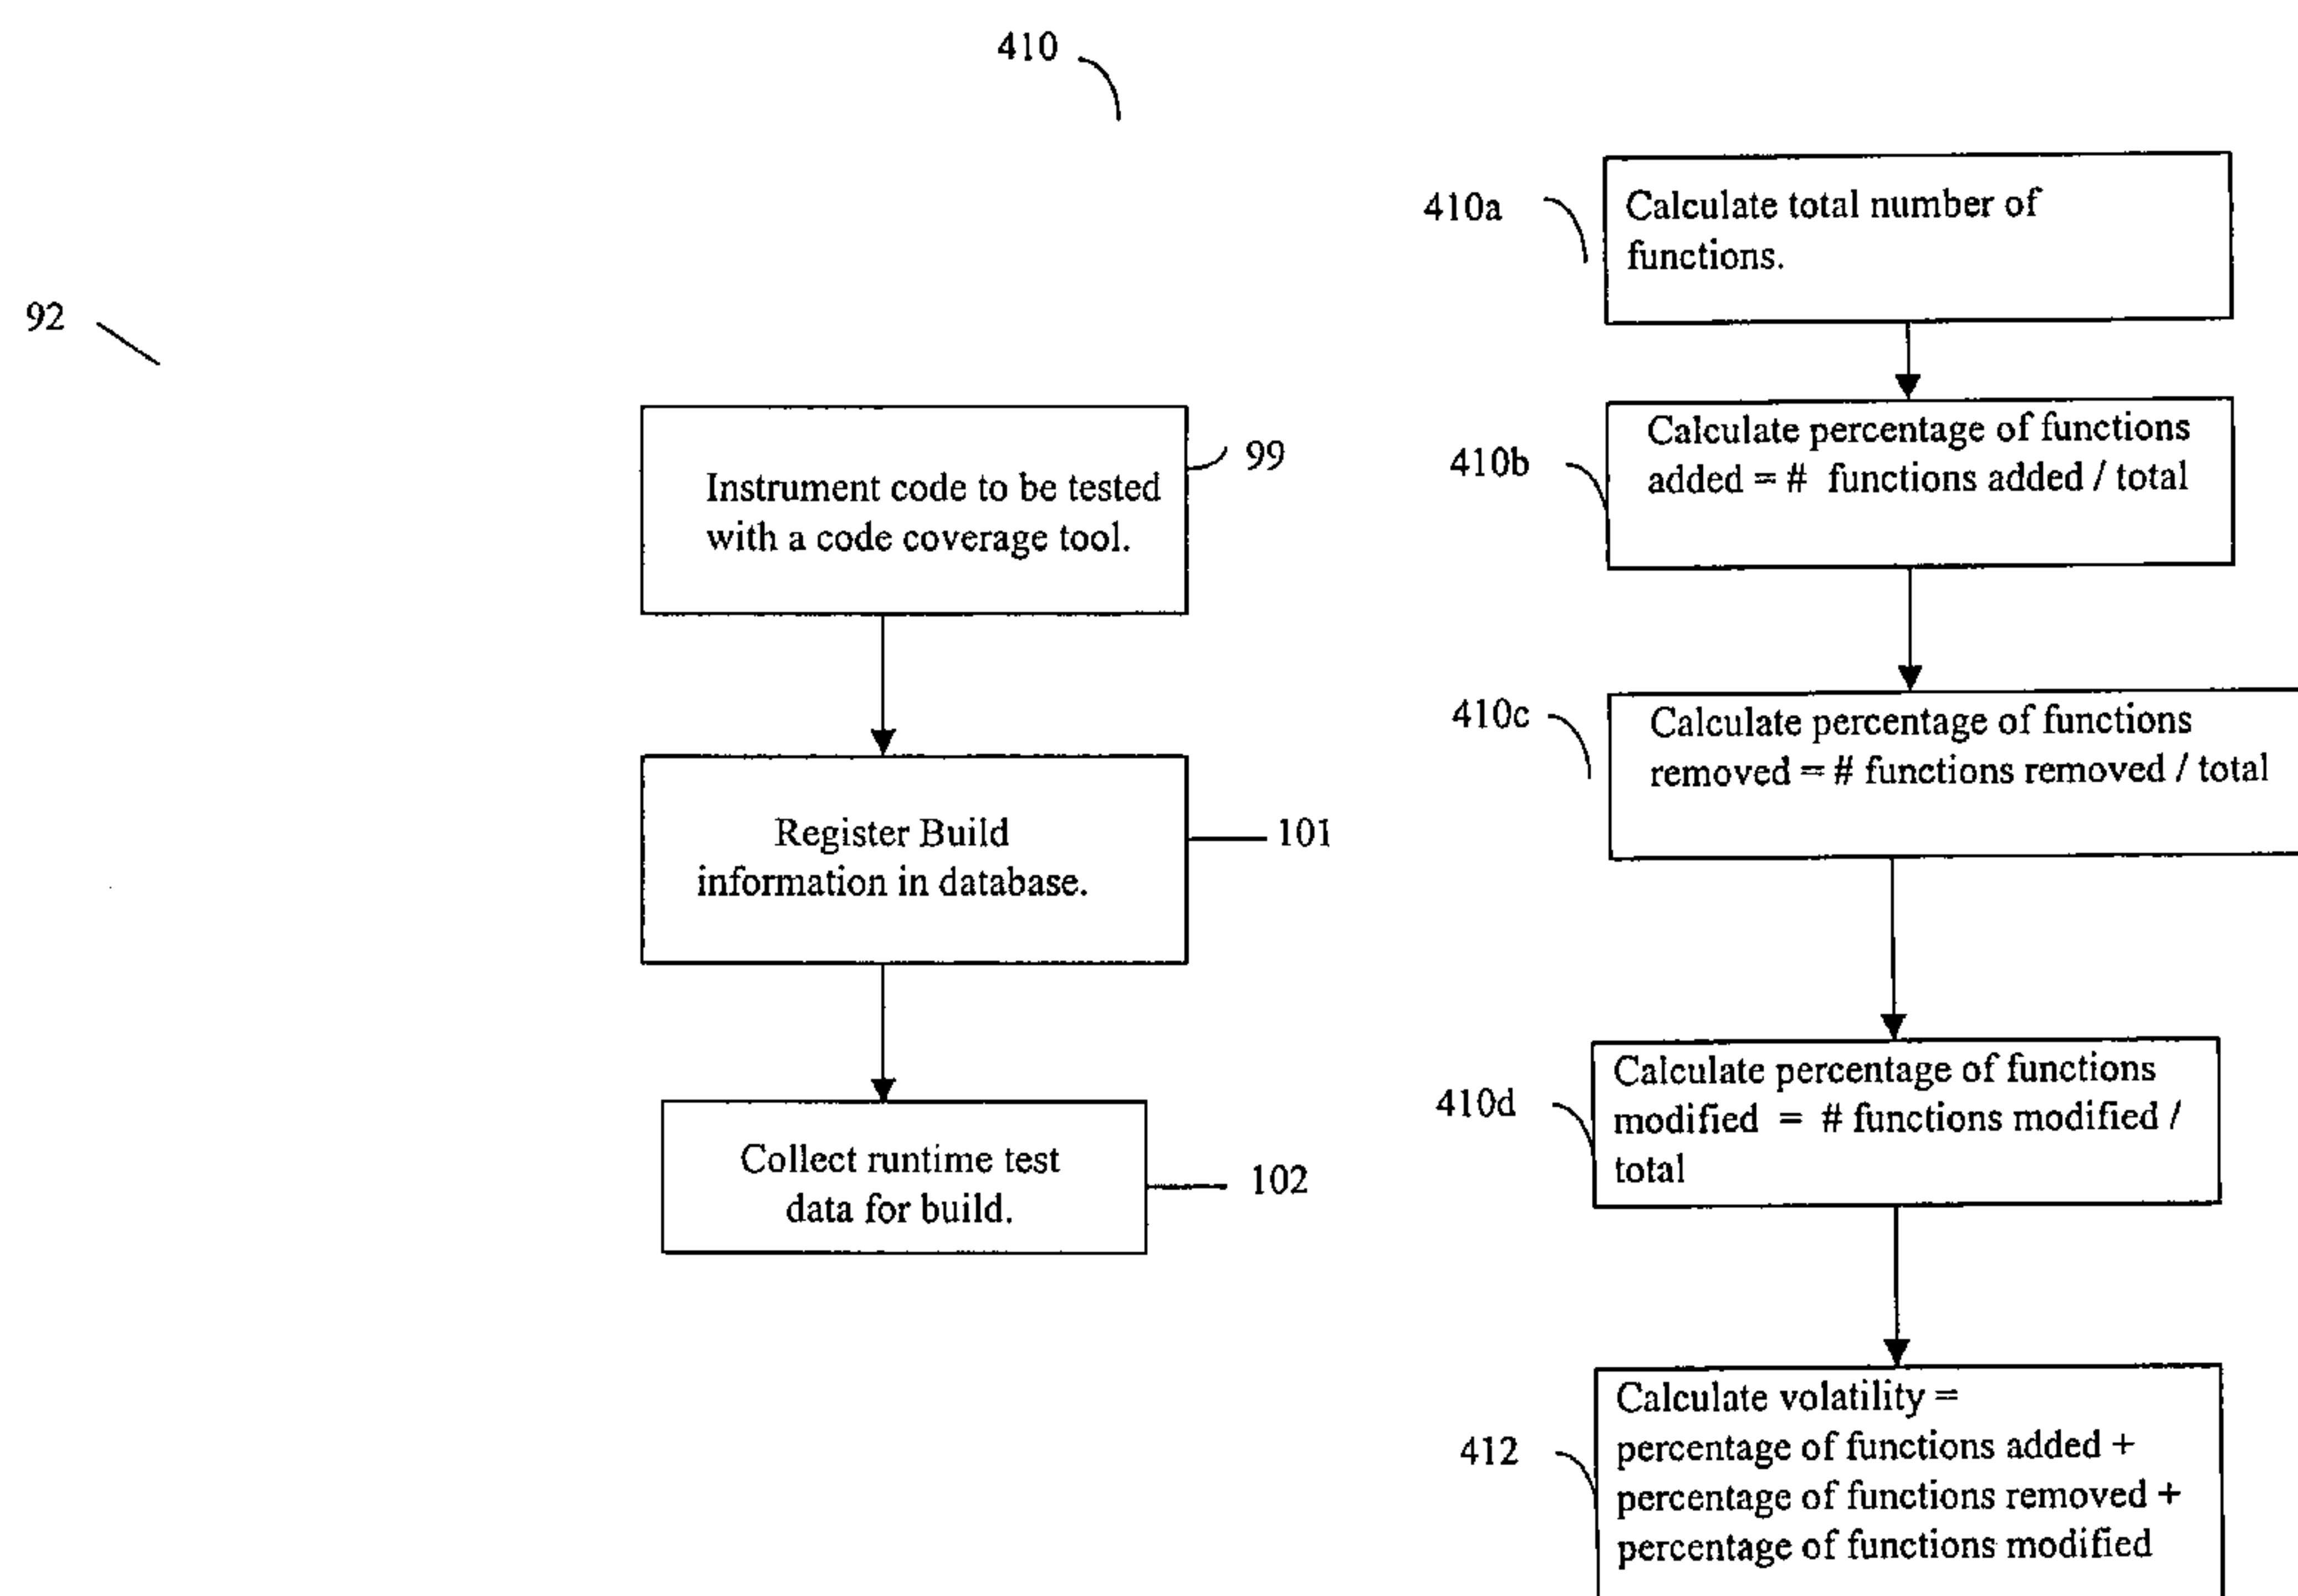 410
92
Instrument code to be tested
with a code coverage tool.
99
Register Build
information in database.
101
Collect runtime test
data for build.
102
410a
Calculate total number of
functions.
410b
Calculate percentage of functions
added = # functions added / total
410c
Calculate percentage of functions
removed = # functions removed / total
410d
Calculate percentage of functions
modified = # functions modified /
total
412
Calculate volatility =
percentage of functions added +
percentage of functions removed +
percentage of functions modified